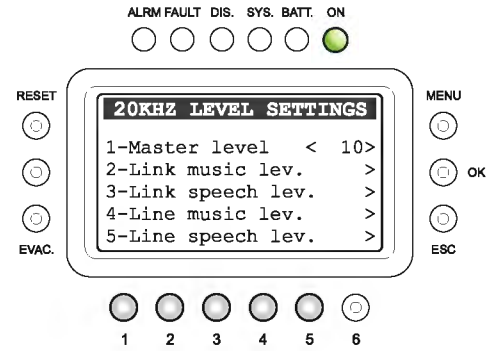 ALRM FAULT DIS. SYS. BATT. ON
RESET
MENU
20KHZ LEVEL SETTINGS
1-Master level < 10>
2-Link music lev. >
3-Link speech lev. >
4-Line music lev. >
5-Line speech lev. >
OK
EVAC.
ESC
1 2 3 4 5 6